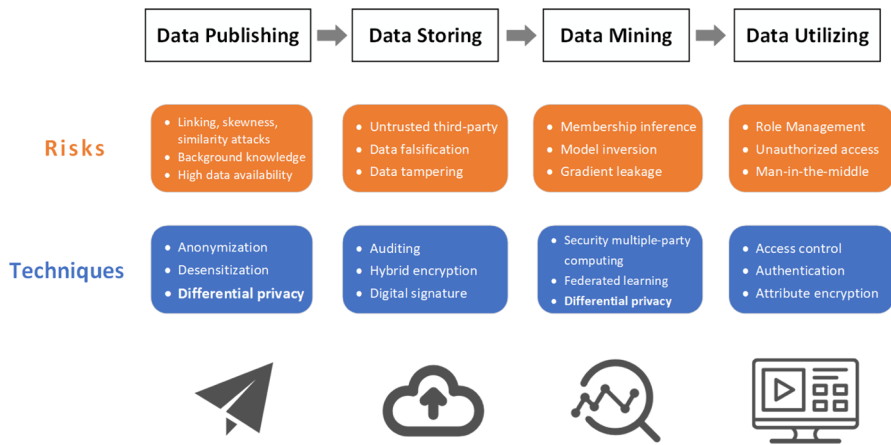 Data Publishing
Data Storing
Data Mining
Data Utilizing
Risks
• Linking, skewness,
similarity attacks
• Background knowledge
• High data availability
• Untrusted third-party
• Data falsification
• Data tampering
• Membership inference
• Model inversion
• Gradient leakage
• Role Management
• Unauthorized access
• Man-in-the-middle
Techniques
• Anonymization
• Desensitization
• Differential privacy
• Auditing
• Hybrid encryption
• Digital signature
• Security multiple-party
computing
• Federated learning
• Differential privacy
• Access control
• Authentication
• Attribute encryption